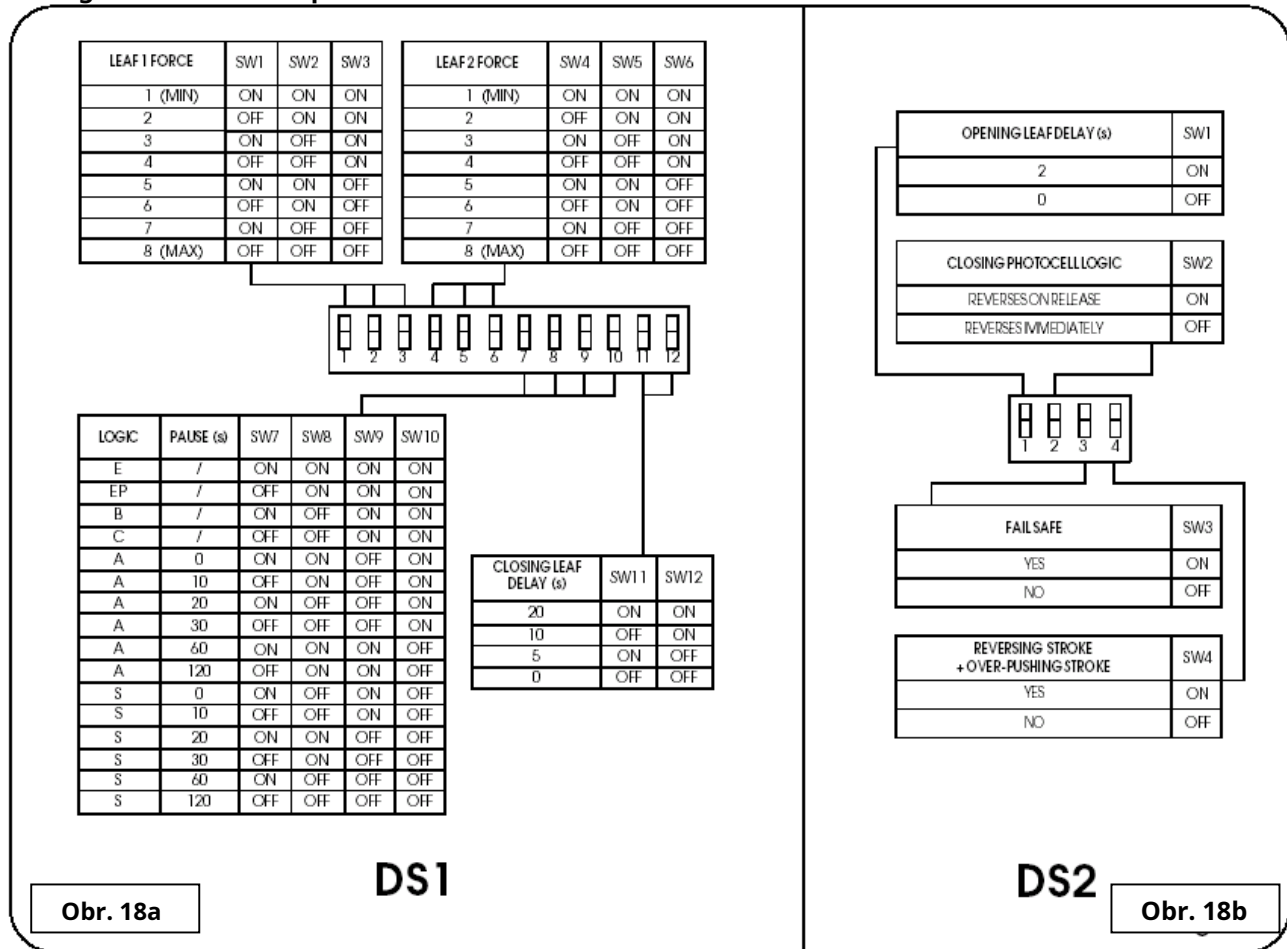 LEAF 1 FORCE SW1 SW2 SW3
1 (MIN) ON ON ON
2 OFF ON ON
3 ON OFF ON
4 OFF OFF ON
5 ON ON OFF
6 OFF ON OFF
7 ON OFF OFF
8 (MAX) OFF OFF OFF
LEAF 2 FORCE SW4 SW5 SW6
1 (MIN) ON ON ON
2 OFF ON ON
3 ON OFF ON
4 OFF OFF ON
5 ON ON OFF
6 OFF ON OFF
7 ON OFF OFF
8 (MAX) OFF OFF OFF
1 2 3 4 5 6 7 8 9 10 11 12
LOGIC PAUSE (s) SW7 SW8 SW9 SW10
E / ON ON ON ON
EP / OFF ON ON ON
B / ON OFF ON ON
C / OFF OFF ON ON
A 0 ON ON OFF ON
A 10 OFF ON OFF ON
A 20 ON OFF OFF ON
A 30 OFF OFF OFF ON
A 60 ON ON ON OFF
A 120 OFF ON ON OFF
S 0 ON OFF ON OFF
S 10 OFF OFF ON OFF
S 20 ON ON OFF OFF
S 30 OFF ON OFF OFF
S 60 ON OFF OFF OFF
S 120 OFF OFF OFF OFF
CLOSING LEAF
DELAY (s) SW11 SW12
20 ON ON
10 OFF ON
5 ON OFF
0 OFF OFF
DS1
Obr. 18a
OPENING LEAF DELAY (s) SW1
2 ON
0 OFF
CLOSING PHOTOCELL LOGIC SW2
REVERSES ON RELEASE ON
REVERSES IMMEDIATELY OFF
1 2 3 4
FAIL SAFE SW3
YES ON
NO OFF
REVERSING STROKE
+ OVER-PUSHING STROKE SW4
YES ON
NO OFF
DS2
Obr. 18b